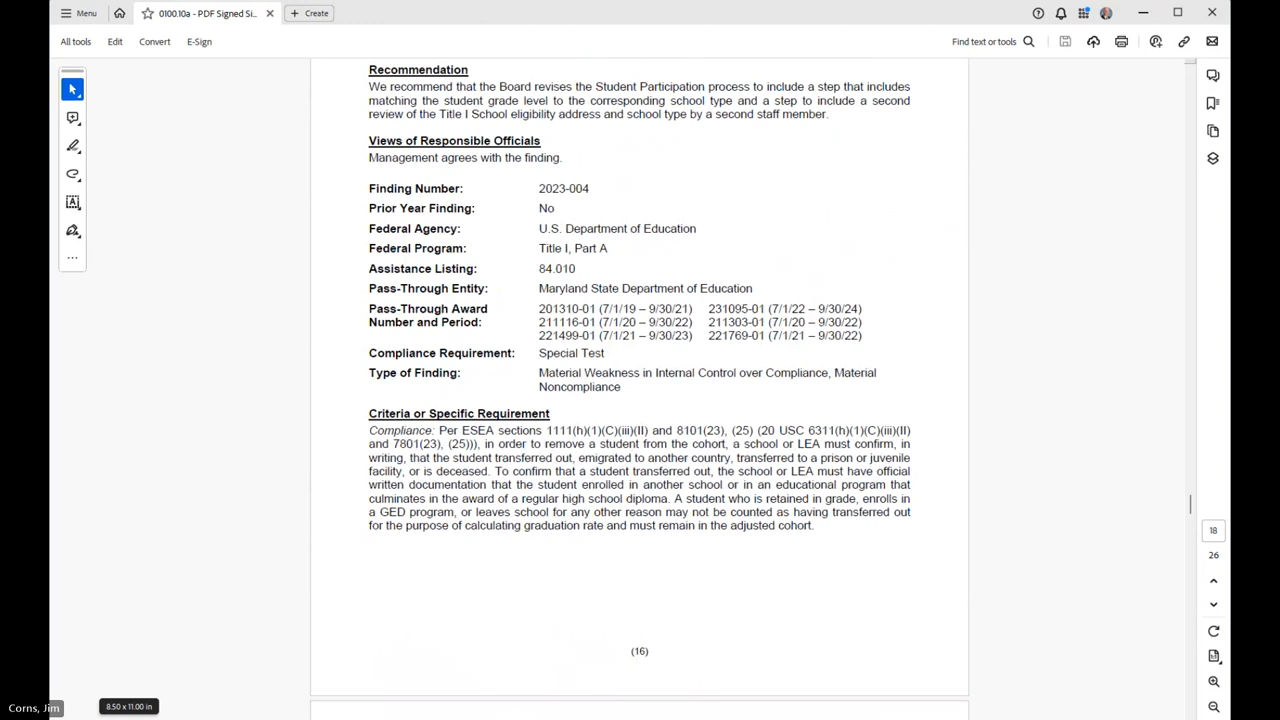 Menu
0100.10a - PDF Signed Si...
Create
All tools
Edit
Convert
E-Sign
Find text or tools
Recommendation
We recommend that the Board revises the Student Participation process to include a step that includes
matching the student grade level to the corresponding school type and a step to include a second
review of the Title I School eligibility address and school type by a second staff member.
Views of Responsible Officials
Management agrees with the finding.
Finding Number: 2023-004
Prior Year Finding: No
Federal Agency: U.S. Department of Education
Federal Program: Title I, Part A
Assistance Listing: 84.010
Pass-Through Entity: Maryland State Department of Education
Pass-Through Award 201310-01 (7/1/19 – 9/30/21) 231095-01 (7/1/22 – 9/30/24)
Number and Period: 211116-01 (7/1/20 – 9/30/22) 211303-01 (7/1/20 – 9/30/22)
221499-01 (7/1/21 – 9/30/23) 221769-01 (7/1/21 – 9/30/22)
Compliance Requirement: Special Test
Type of Finding: Material Weakness in Internal Control over Compliance, Material
Noncompliance
Criteria or Specific Requirement
Compliance: Per ESEA sections 1111(h)(1)(C)(iii)(II) and 8101(23), (25) (20 USC 6311(h)(1)(C)(iii)(II)
and 7801(23), (25))), in order to remove a student from the cohort, a school or LEA must confirm, in
writing, that the student transferred out, emigrated to another country, transferred to a prison or juvenile
facility, or is deceased. To confirm that a student transferred out, the school or LEA must have official
written documentation that the student enrolled in another school or in an educational program that
culminates in the award of a regular high school diploma. A student who is retained in grade, enrolls in
a GED program, or leaves school for any other reason may not be counted as having transferred out
for the purpose of calculating graduation rate and must remain in the adjusted cohort.
18
26
(16)
Corns, Jim
8.50 x 11.00 in